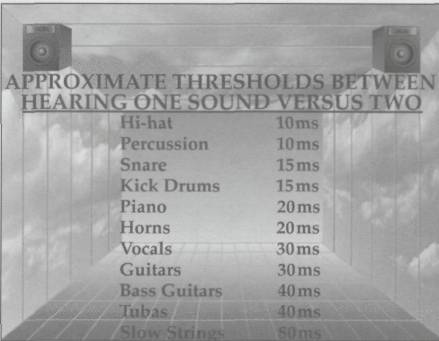 APPROXIMATE THRESHOLDS BETWEEN
HEARING ONE SOUND VERSUS TWO
Hi-hat 10ms
Percussion 10ms
Snare 15ms
Kick Drums 15ms
Piano 20ms
Horns 20ms
Vocals 30ms
Guitars 30ms
Bass Guitars 40ms
Tubas 40ms
Slow Strings 80ms